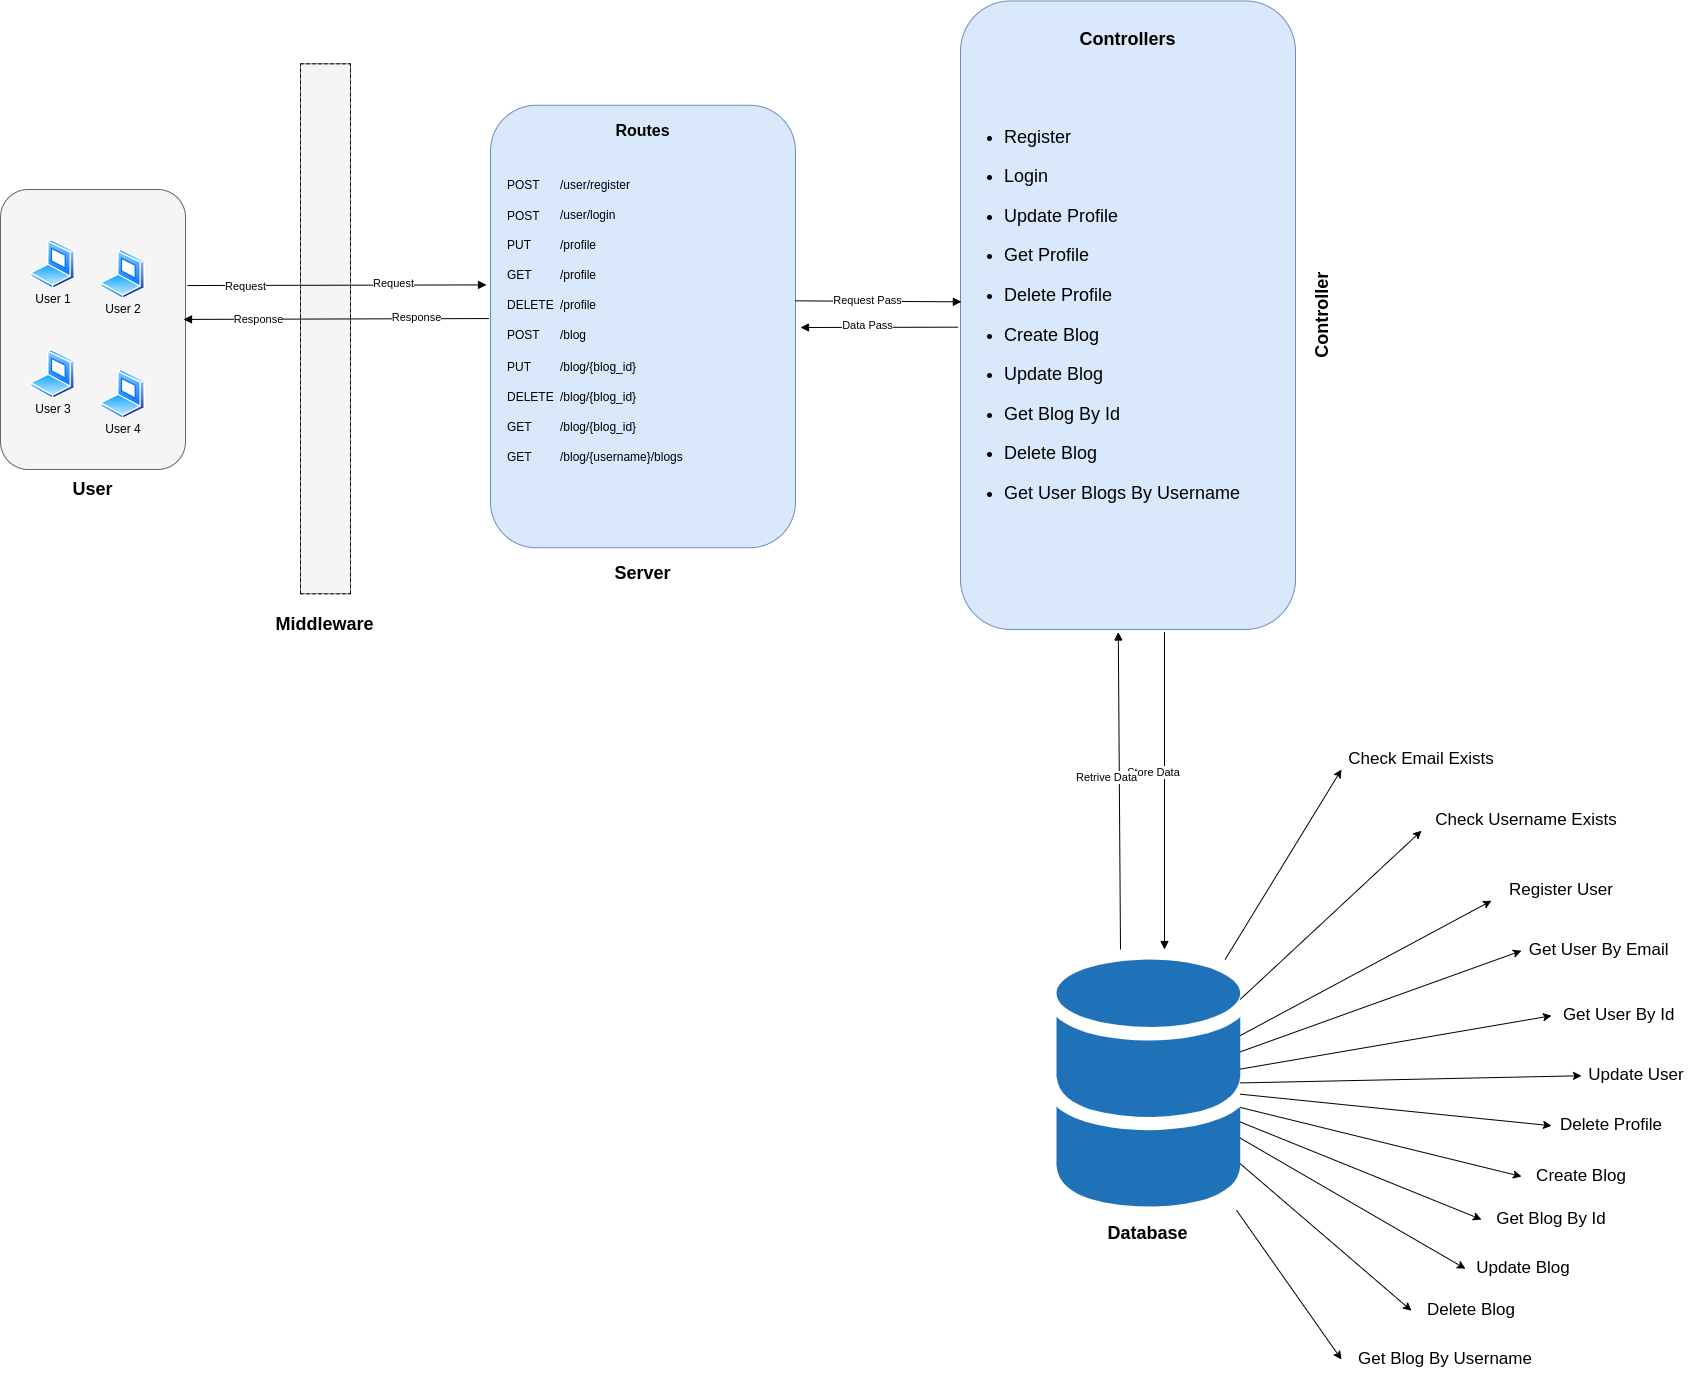 User 1
User 2
User 3
User 4
User
Request
Request
Response
Response
Middleware
Routes
POST /user/register
POST /user/login
PUT /profile
GET /profile
DELETE /profile
POST /blog
PUT /blog/{blog_id}
DELETE /blog/{blog_id}
GET /blog/{blog_id}
GET /blog/{username}/blogs
Server
Request Pass
Data Pass
Controllers
Register
Login
Update Profile
Get Profile
Delete Profile
Create Blog
Update Blog
Get Blog By Id
Delete Blog
Get User Blogs By Username
Controller
Retrive Data
Store Data
Database
Check Email Exists
Check Username Exists
Register User
Get User By Email
Get User By Id
Update User
Delete Profile
Create Blog
Get Blog By Id
Update Blog
Delete Blog
Get Blog By Username